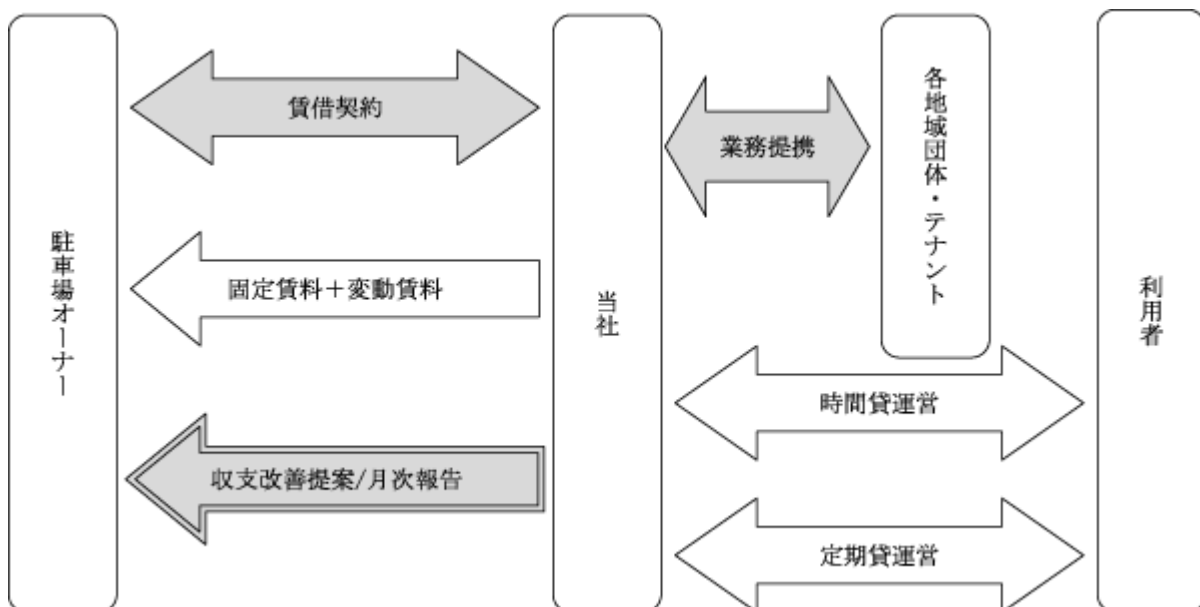 駐車場オーナー
賃借契約
固定賃料＋変動賃料
収支改善提案/月次報告
当社
業務提携
各地域団体・テナント
時間貸運営
定期貸運営
利用者